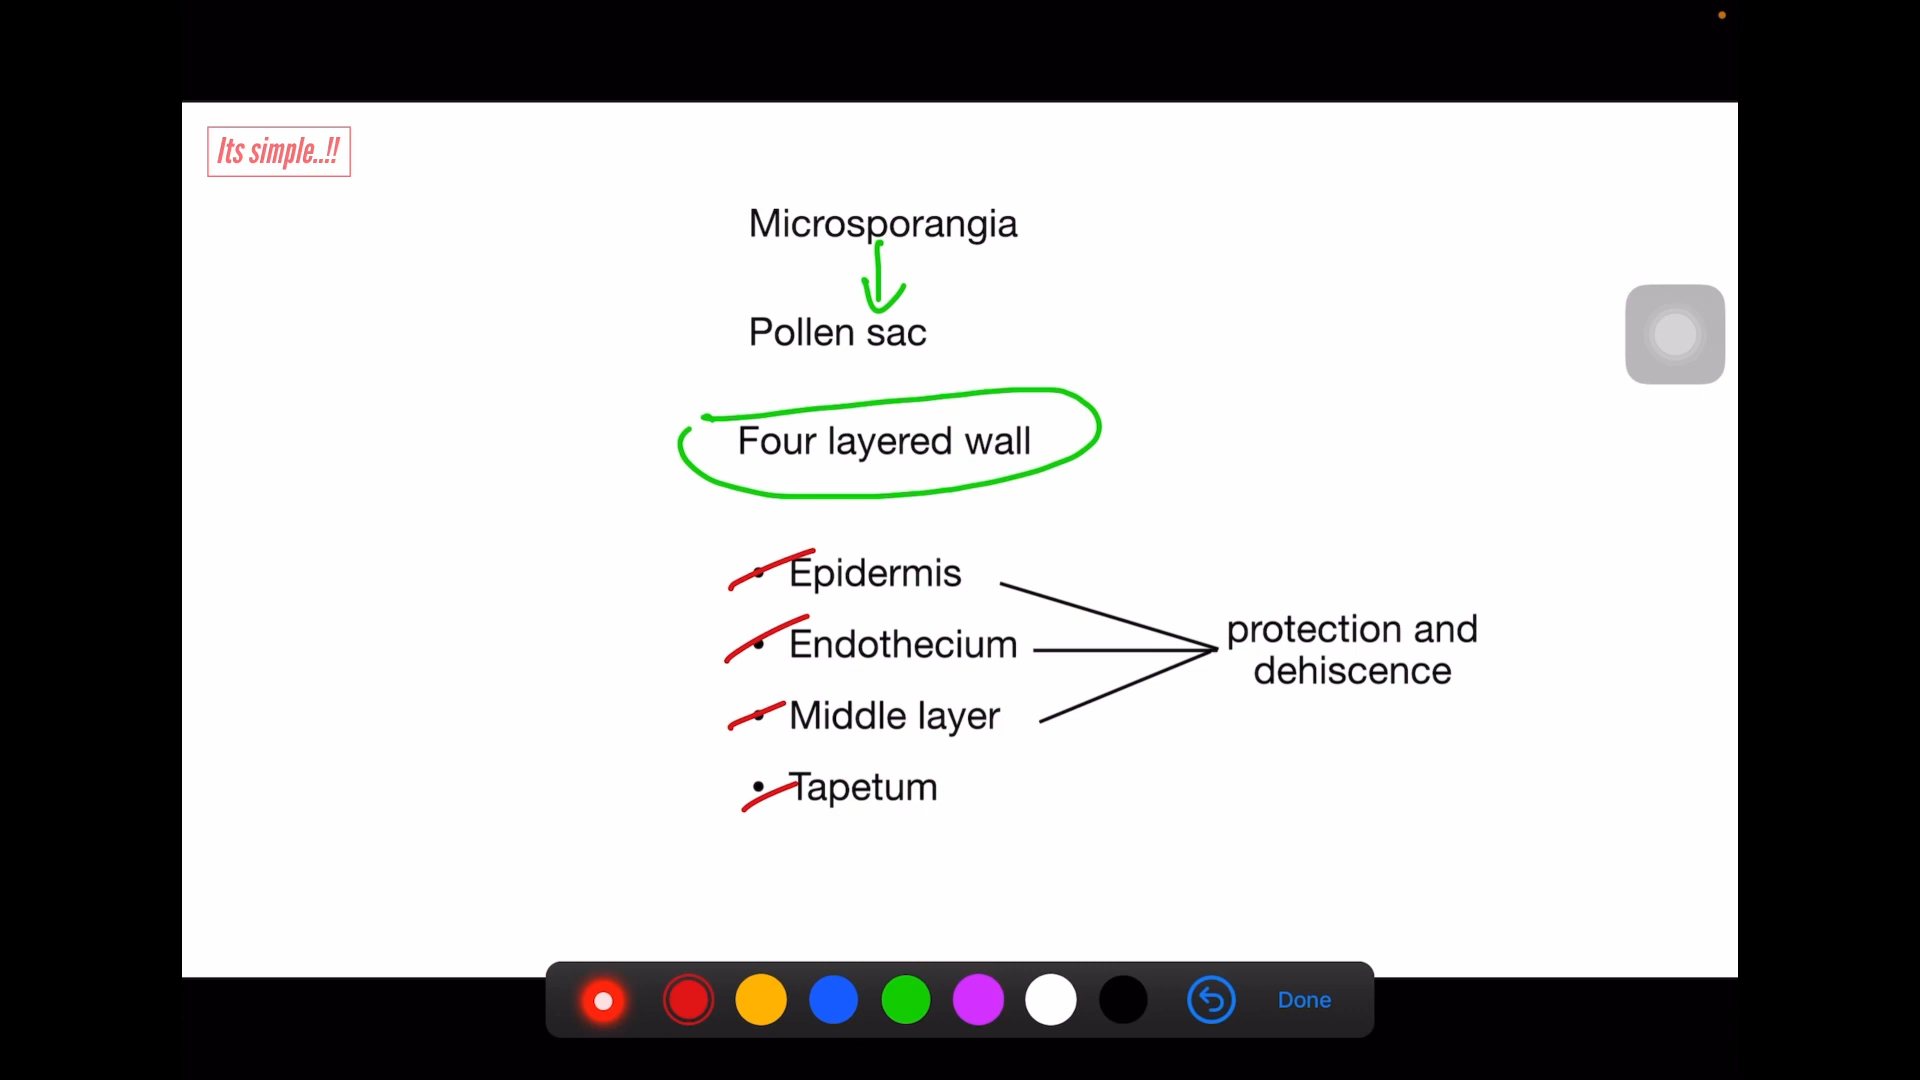 Its simple..!!
Microsporangia
Pollen sac
Four layered wall
• Epidermis
• Endothecium
• Middle layer
• Tapetum
protection and
dehiscence
Done